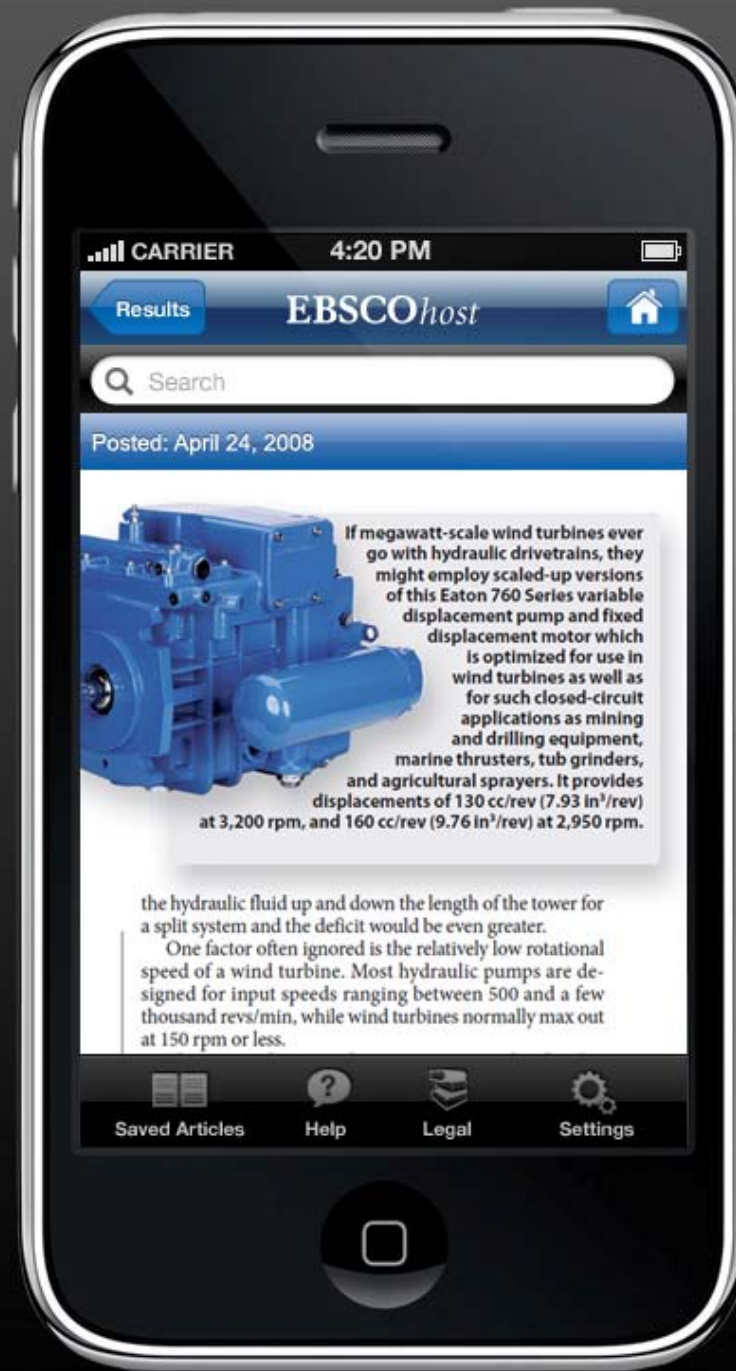 CARRIER 4:20 PM
Results EBSCOhost
Search
Posted: April 24, 2008
If megawatt-scale wind turbines ever
go with hydraulic drivetrains, they
might employ scaled-up versions
of this Eaton 760 Series variable
displacement pump and fixed
displacement motor which
is optimized for use in
wind turbines as well as
for such closed-circuit
applications as mining
and drilling equipment,
marine thrusters, tub grinders,
and agricultural sprayers. It provides
displacements of 130 cc/rev (7.93 in³/rev)
at 3,200 rpm, and 160 cc/rev (9.76 in³/rev) at 2,950 rpm.
the hydraulic fluid up and down the length of the tower for
a split system and the deficit would be even greater.
One factor often ignored is the relatively low rotational
speed of a wind turbine. Most hydraulic pumps are de-
signed for input speeds ranging between 500 and a few
thousand revs/min, while wind turbines normally max out
at 150 rpm or less.
Saved Articles Help Legal Settings